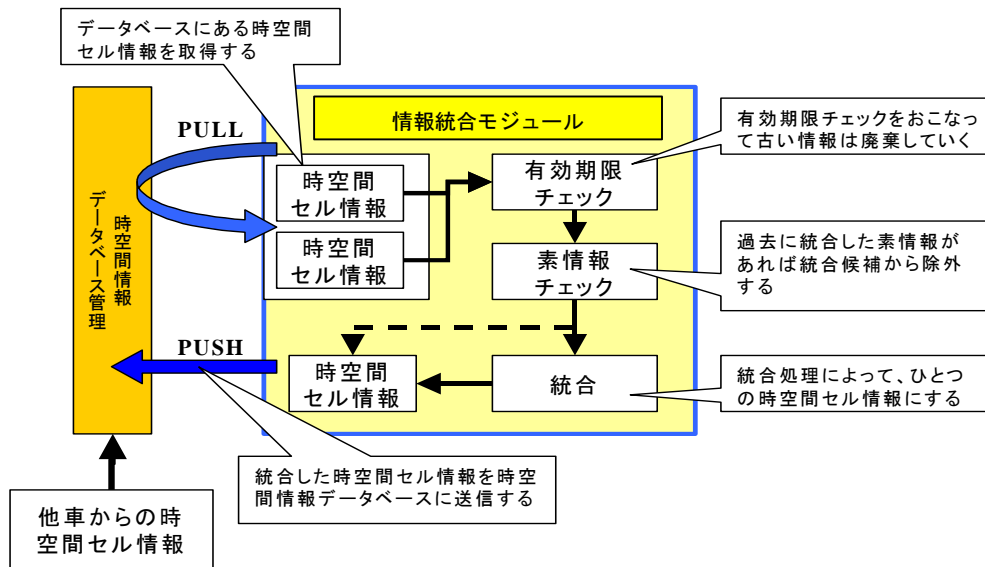 データベースにある時空間
セル情報を取得する
情報統合モジュール
PULL
有効期限チェックをおこなっ
て古い情報は廃棄していく
時空間
セル情報
有効期限
チェック
時空間情報
データベース管理
時空間
セル情報
素情報
チェック
過去に統合した素情報が
あれば統合候補から除外
する
PUSH
時空間
セル情報
統合
統合処理によって、ひとつ
の時空間セル情報にする
統合した時空間セル情報を時空
間情報データベースに送信する
他車からの時
空間セル情報